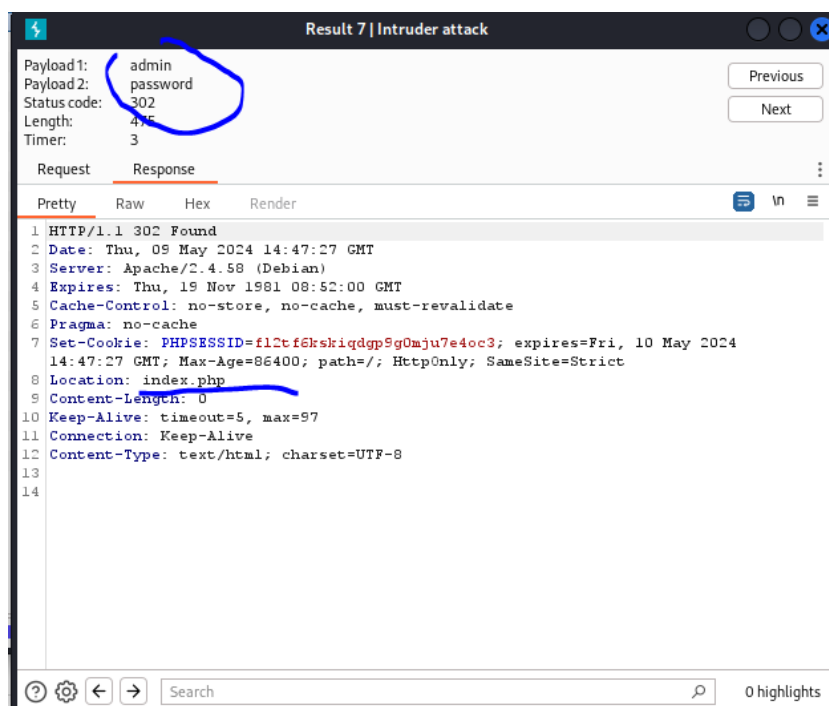 Result 7 | Intruder attack
Payload 1: admin
Payload 2: password
Status code: 302
Length: 475
Timer: 3
Previous
Next
Request Response
Pretty Raw Hex Render
\n
1 HTTP/1.1 302 Found
2 Date: Thu, 09 May 2024 14:47:27 GMT
3 Server: Apache/2.4.58 (Debian)
4 Expires: Thu, 19 Nov 1981 08:52:00 GMT
5 Cache-Control: no-store, no-cache, must-revalidate
6 Pragma: no-cache
7 Set-Cookie: PHPSESSID=fl2tf6kskiqdgp9g0mju7e4oc3; expires=Fri, 10 May 2024
14:47:27 GMT; Max-Age=86400; path=/; HttpOnly; SameSite=Strict
8 Location: index.php
9 Content-Length: 0
10 Keep-Alive: timeout=5, max=97
11 Connection: Keep-Alive
12 Content-Type: text/html; charset=UTF-8
13
14
Search
0 highlights